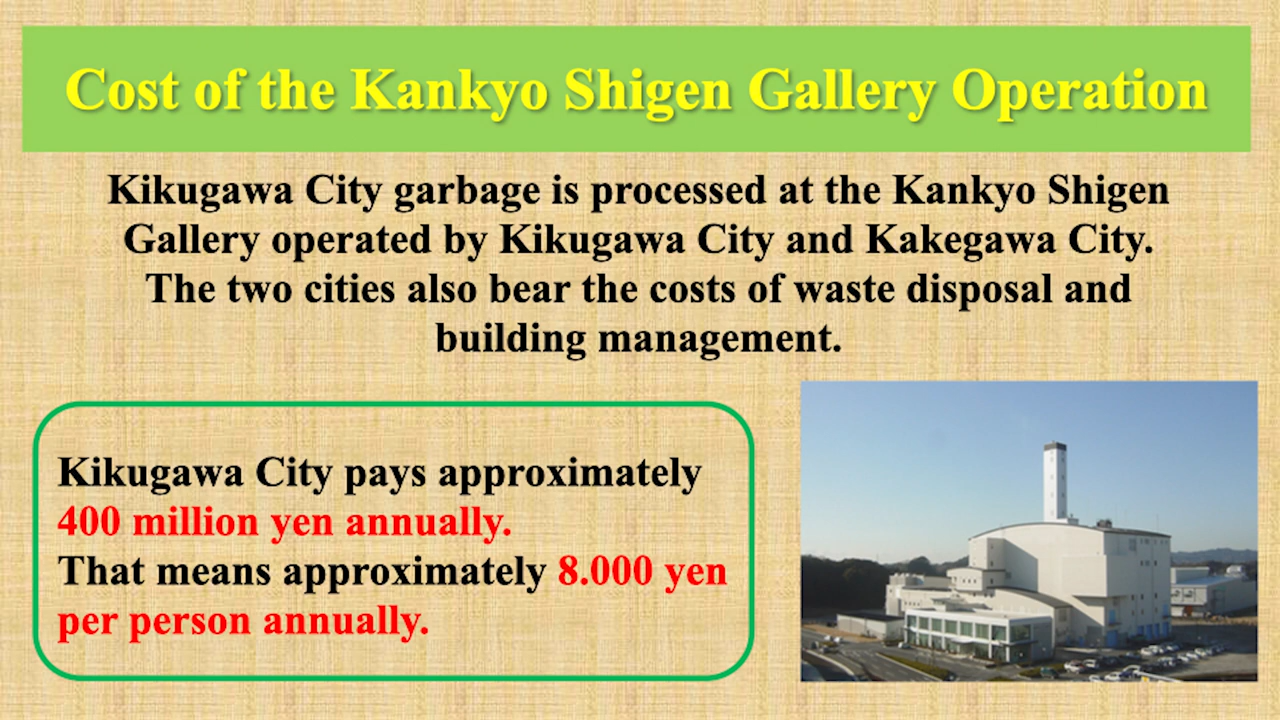 Cost of the Kankyo Shigen Gallery Operation
Kikugawa City garbage is processed at the Kankyo Shigen
Gallery operated by Kikugawa City and Kakegawa City.
The two cities also bear the costs of waste disposal and
building management.
Kikugawa City pays approximately
400 million yen annually.
That means approximately 8.000 yen
per person annually.